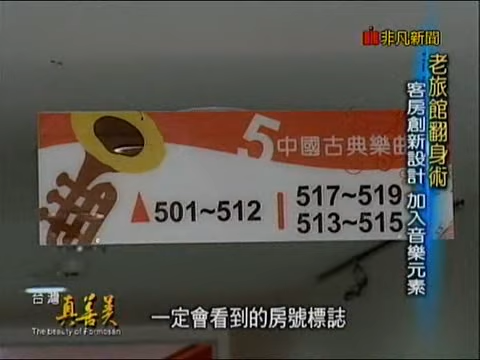 非凡新聞
老旅館翻身術
客房創新設計 加入音樂元素
5中國古典樂曲
501~512
517~519
513~515
台灣
真善美
The beauty of Formosan
一定會看到的房號標誌